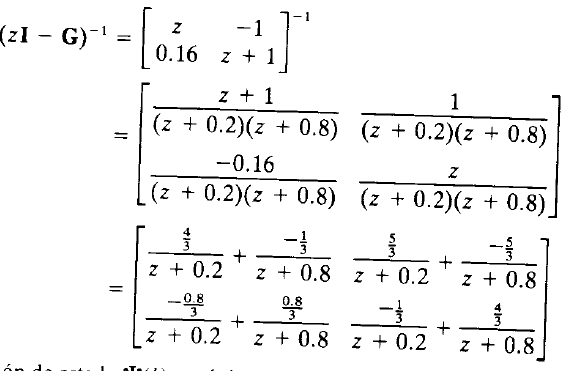 (zI − G)⁻¹ = [ z −1 ; 0.16 z + 1 ]⁻¹
= [ (z + 1)/((z + 0.2)(z + 0.8)) 1/((z + 0.2)(z + 0.8)) ; −0.16/((z + 0.2)(z + 0.8)) z/((z + 0.2)(z + 0.8)) ]
= [ (4/3)/(z + 0.2) + (−1/3)/(z + 0.8) (5/3)/(z + 0.2) + (−5/3)/(z + 0.8) ; (−0.8/3)/(z + 0.2) + (0.8/3)/(z + 0.8) (−1/3)/(z + 0.2) + (4/3)/(z + 0.8) ]